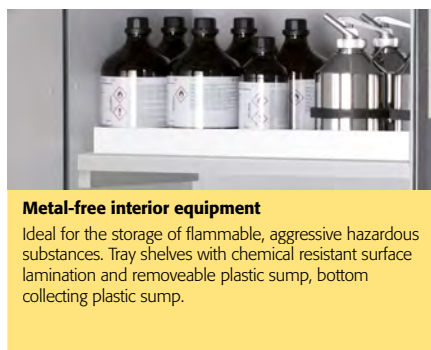 Metal-free interior equipment
Ideal for the storage of flammable, aggressive hazardous
substances. Tray shelves with chemical resistant surface
lamination and removeable plastic sump, bottom
collecting plastic sump.